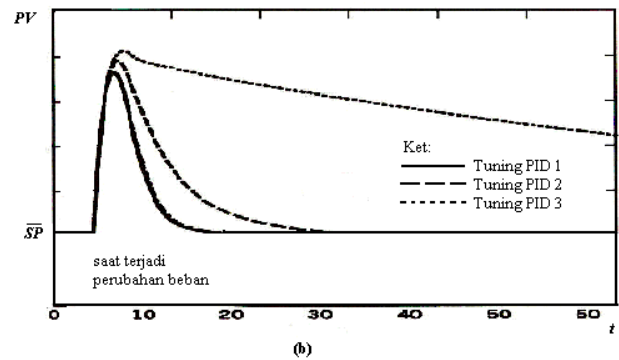 PV
Ket:
Tuning PID 1
Tuning PID 2
Tuning PID 3
SP
saat terjadi
perubahan beban
0 10 20 30 40 50 50
t
(b)